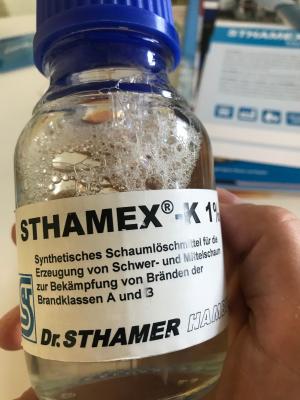 STHAMEX
STHAMEX®-K 1%
Synthetisches Schaumlöschmittel für die
Erzeugung von Schwer- und Mittelschaum
zur Bekämpfung von Bränden der
Brandklassen A und B
Dr. STHAMER